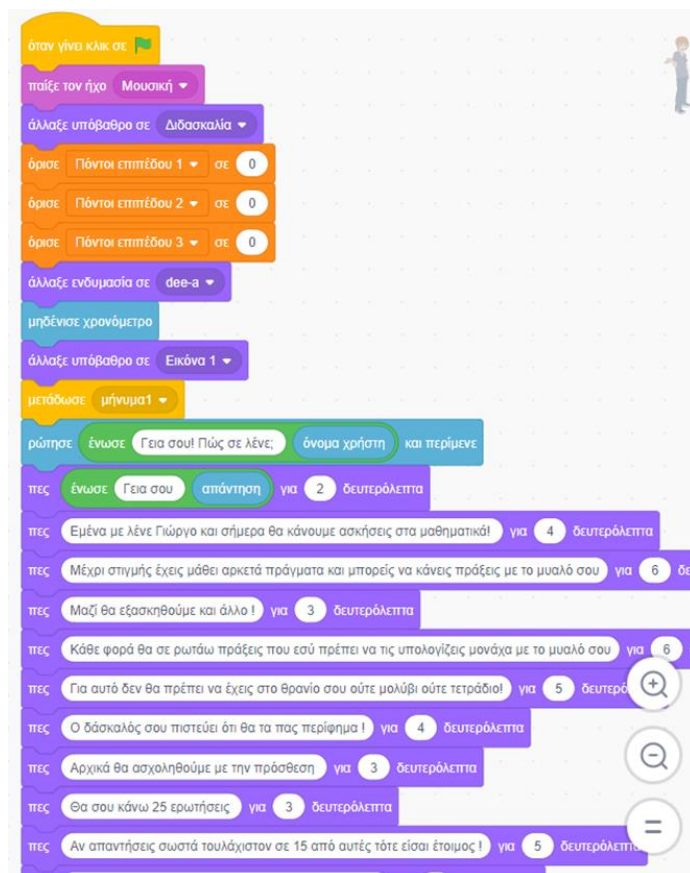 όταν γίνει κλικ σε
παίξε τον ήχο Μουσική
άλλαξε υπόβαθρο σε Διδασκαλία
όρισε Πόντοι επιπέδου 1 σε 0
όρισε Πόντοι επιπέδου 2 σε 0
όρισε Πόντοι επιπέδου 3 σε 0
άλλαξε ενδυμασία σε dee-a
μηδένισε χρονόμετρο
άλλαξε υπόβαθρο σε Εικόνα 1
μετάδωσε μήνυμα1
ρώτησε ένωσε Γεια σου! Πώς σε λένε; όνομα χρήστη και περίμενε
πες ένωσε Γεια σου απάντηση για 2 δευτερόλεπτα
πες Εμένα με λένε Γιώργο και σήμερα θα κάνουμε ασκήσεις στα μαθηματικά! για 4 δευτερόλεπτα
πες Μέχρι στιγμής έχεις μάθει αρκετά πράγματα και μπορείς να κάνεις πράξεις με το μυαλό σου για 6 δε
πες Μαζί θα εξασκηθούμε και άλλο ! για 3 δευτερόλεπτα
πες Κάθε φορά θα σε ρωτάω πράξεις που εσύ πρέπει να τις υπολογίζεις μονάχα με το μυαλό σου για 6
πες Για αυτό δεν θα πρέπει να έχεις στο θρανίο σου ούτε μολύβι ούτε τετράδιο! για 5 δευτερό
πες Ο δάσκαλός σου πιστεύει ότι θα τα πας περίφημα ! για 4 δευτερόλεπτα
πες Αρχικά θα ασχοληθούμε με την πρόσθεση για 3 δευτερόλεπτα
πες Θα σου κάνω 25 ερωτήσεις για 3 δευτερόλεπτα
πες Αν απαντήσεις σωστά τουλάχιστον σε 15 από αυτές τότε είσαι έτοιμος ! για 5 δευτερόλεπτα